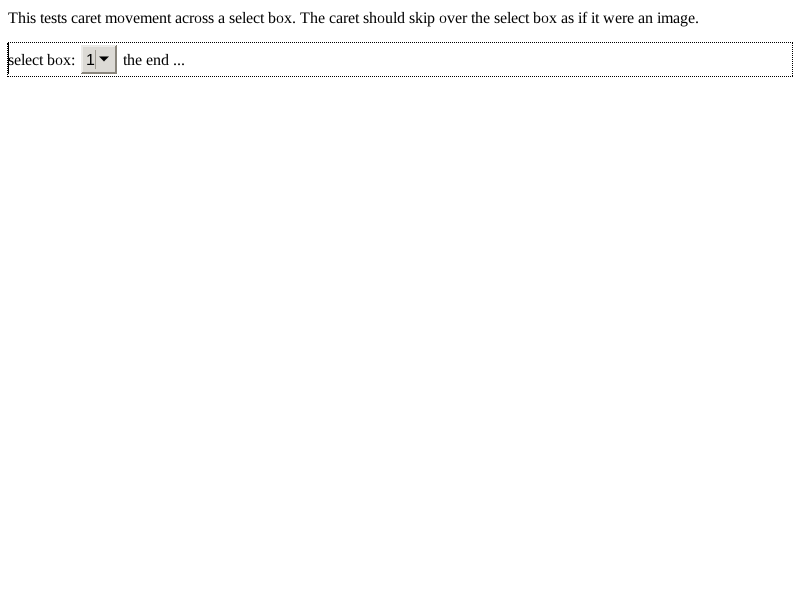 This tests caret movement across a select box. The caret should skip over the select box as if it were an image.
select box: 1 the end ...